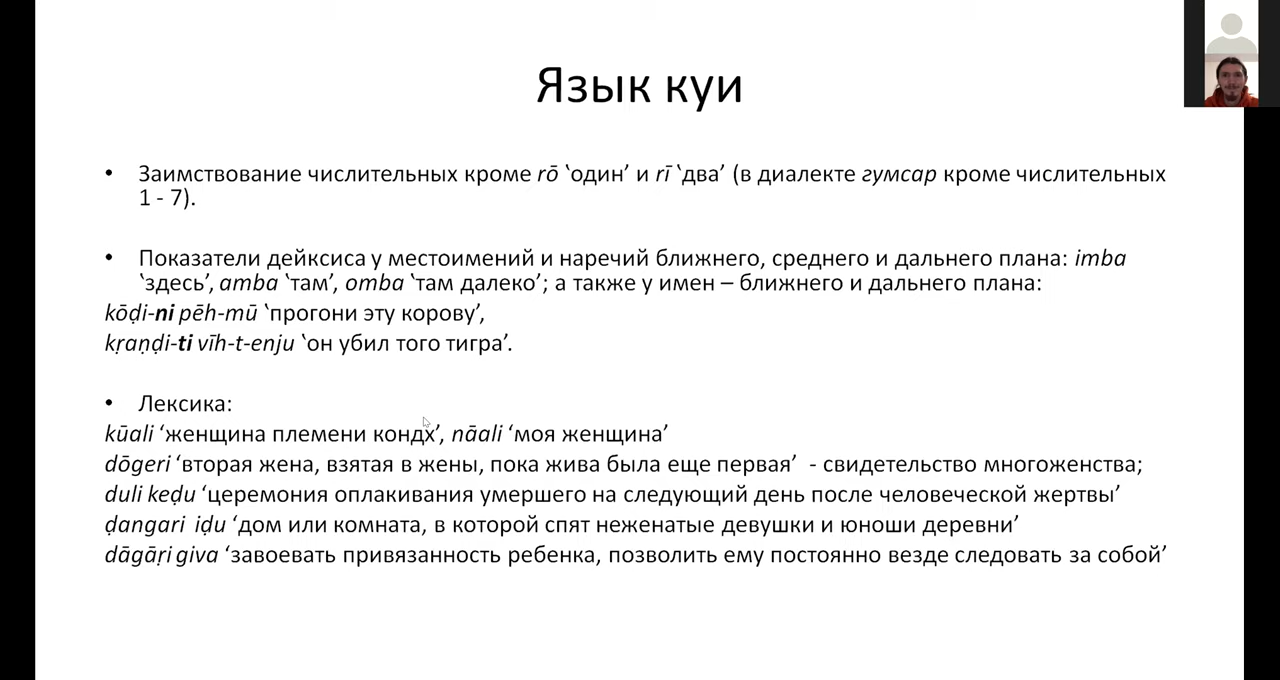 Язык куи
• Заимствование числительных кроме rō ‛один’ и rī ‛два’ (в диалекте гумсар кроме числительных
1 - 7).
• Показатели дейксиса у местоимений и наречий ближнего, среднего и дальнего плана: imba
‛здесь’, amba ‛там’, omba ‛там далеко’; а также у имен – ближнего и дальнего плана:
kōḍi-ni pēh-mū ‛прогони эту корову’,
kṛaṇḍi-ti vīh-t-enju ‛он убил того тигра’.
• Лексика:
kūali ‘женщина племени кондх’, nāali ‘моя женщина’
dōgeri ‘вторая жена, взятая в жены, пока жива была еще первая’ - свидетельство многоженства;
duli keḍu ‘церемония оплакивания умершего на следующий день после человеческой жертвы’
ḍangari iḍu ‘дом или комната, в которой спят неженатые девушки и юноши деревни’
dāgāṛi giva ‘завоевать привязанность ребенка, позволить ему постоянно везде следовать за собой’